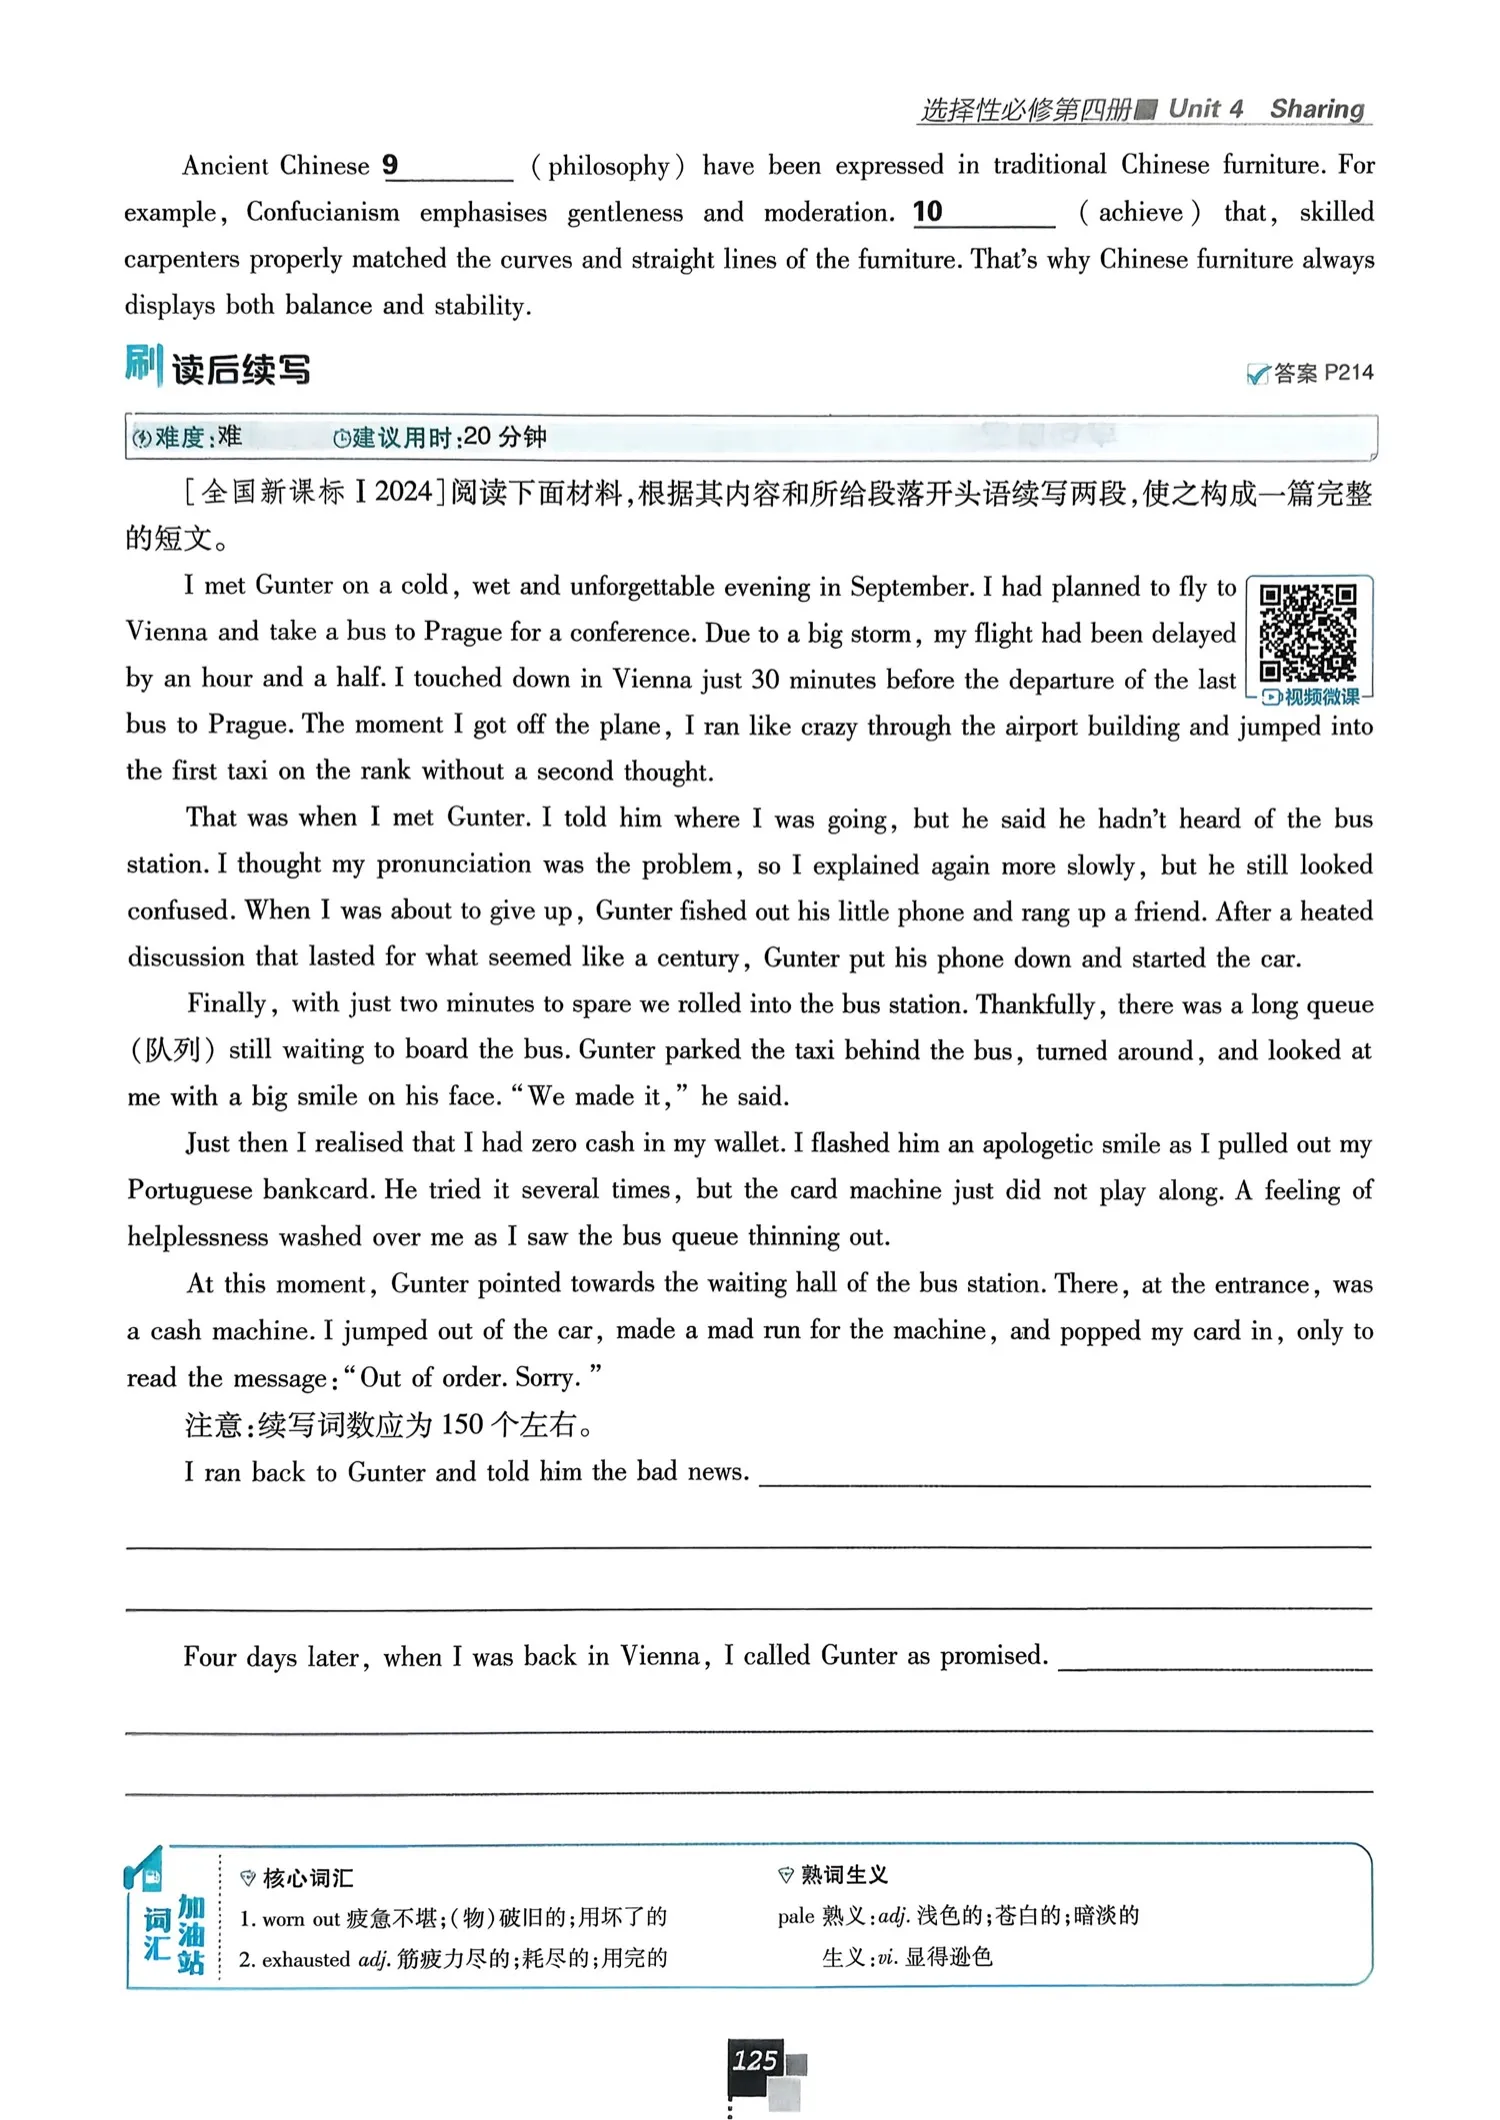 选择性必修第四册 Unit 4 Sharing
Ancient Chinese 9 (philosophy) have been expressed in traditional Chinese furniture. For
example, Confucianism emphasises gentleness and moderation. 10 (achieve) that, skilled
carpenters properly matched the curves and straight lines of the furniture. That's why Chinese furniture always
displays both balance and stability.
刷 读后续写
答案 P214
难度:难 建议用时:20 分钟
[全国新课标 I 2024]阅读下面材料,根据其内容和所给段落开头语续写两段,使之构成一篇完整
的短文。
I met Gunter on a cold, wet and unforgettable evening in September. I had planned to fly to
Vienna and take a bus to Prague for a conference. Due to a big storm, my flight had been delayed
by an hour and a half. I touched down in Vienna just 30 minutes before the departure of the last
视频微课
bus to Prague. The moment I got off the plane, I ran like crazy through the airport building and jumped into
the first taxi on the rank without a second thought.
That was when I met Gunter. I told him where I was going, but he said he hadn't heard of the bus
station. I thought my pronunciation was the problem, so I explained again more slowly, but he still looked
confused. When I was about to give up, Gunter fished out his little phone and rang up a friend. After a heated
discussion that lasted for what seemed like a century, Gunter put his phone down and started the car.
Finally, with just two minutes to spare we rolled into the bus station. Thankfully, there was a long queue
(队列) still waiting to board the bus. Gunter parked the taxi behind the bus, turned around, and looked at
me with a big smile on his face. “We made it,” he said.
Just then I realised that I had zero cash in my wallet. I flashed him an apologetic smile as I pulled out my
Portuguese bankcard. He tried it several times, but the card machine just did not play along. A feeling of
helplessness washed over me as I saw the bus queue thinning out.
At this moment, Gunter pointed towards the waiting hall of the bus station. There, at the entrance, was
a cash machine. I jumped out of the car, made a mad run for the machine, and popped my card in, only to
read the message:“Out of order. Sorry.”
注意:续写词数应为 150 个左右。
I ran back to Gunter and told him the bad news.
Four days later, when I was back in Vienna, I called Gunter as promised.
词汇加油站
核心词汇
1. worn out 疲惫不堪;(物)破旧的;用坏了的
2. exhausted adj. 筋疲力尽的;耗尽的;用完的
熟词生义
pale 熟义:adj. 浅色的;苍白的;暗淡的
生义:vi. 显得逊色
125